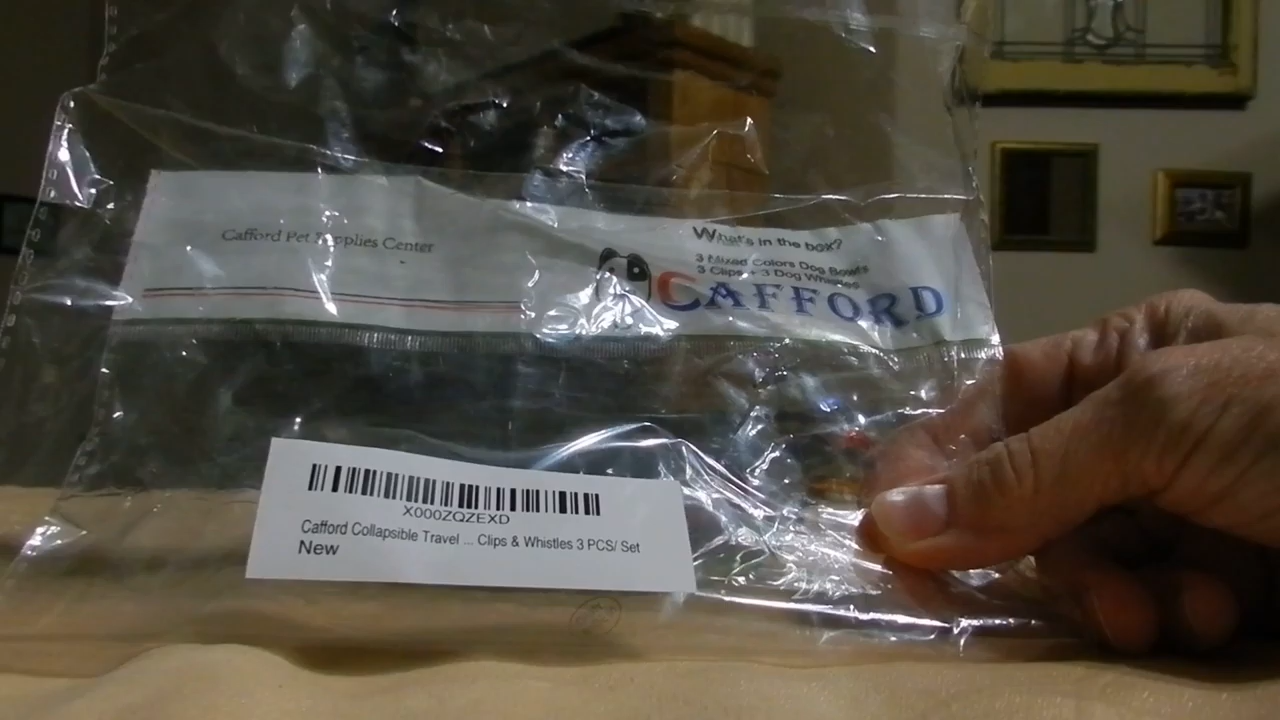 Cafford Pet Supplies Center
What's in the box?
3 Mixed Colors Dog Bowls
3 Clips + 3 Dog Whistles
CAFFORD
X000ZQZEXD
Cafford Collapsible Travel ... Clips & Whistles 3 PCS/ Set
New